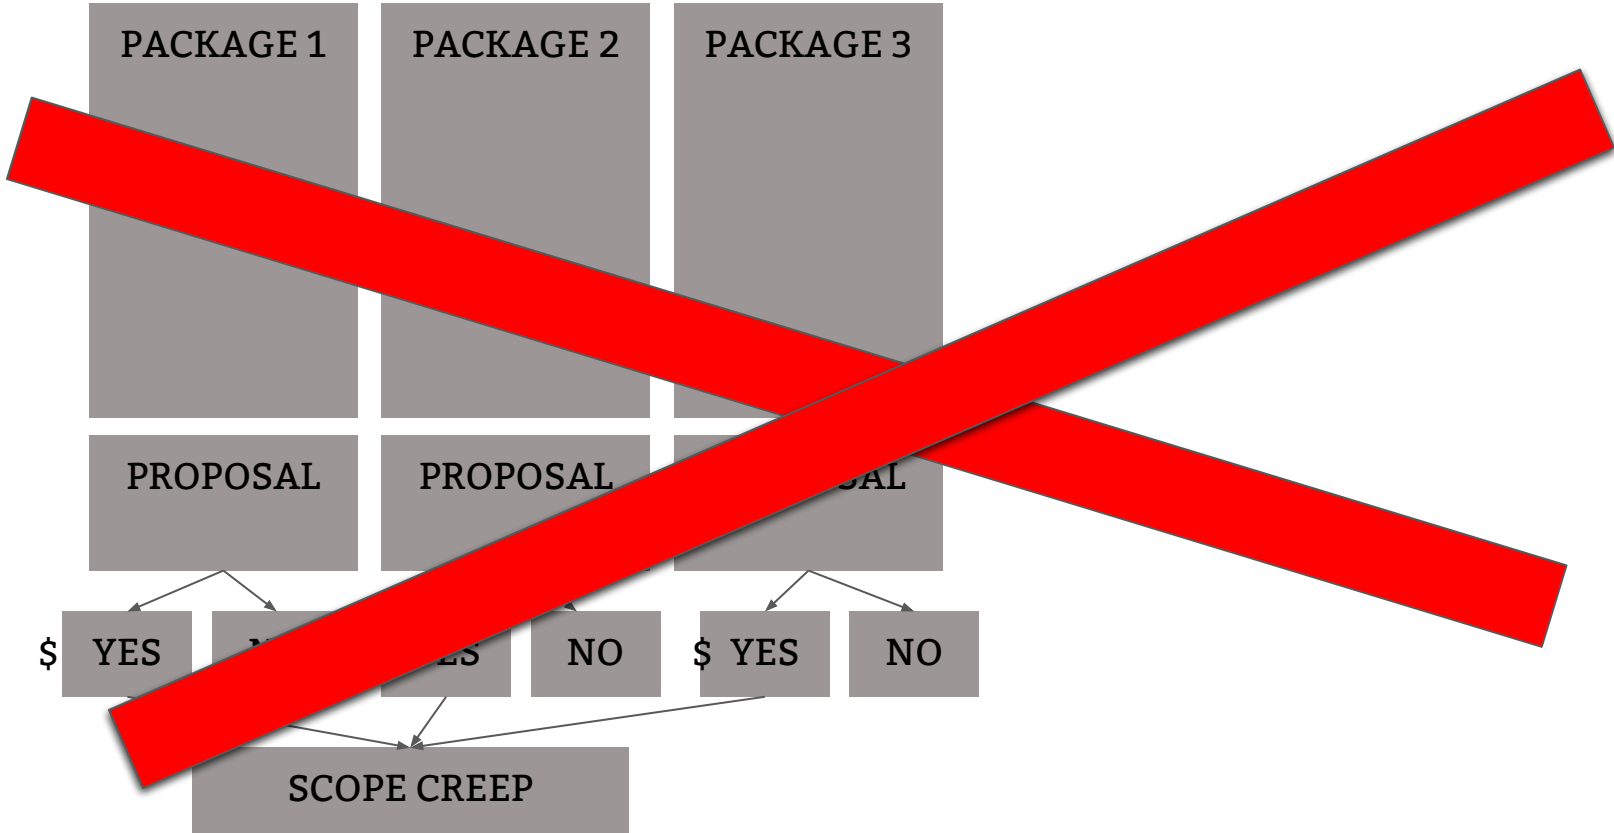 PACKAGE 1 PACKAGE 2 PACKAGE 3
PROPOSAL PROPOSAL
$ YES NO $ YES NO
SCOPE CREEP